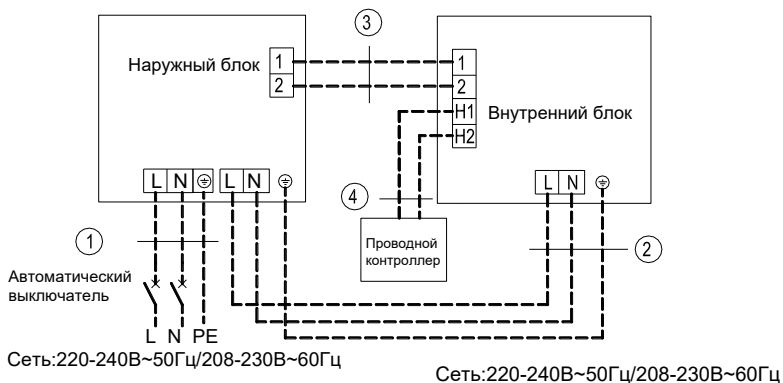 3
Наружный блок
1
2
1
2
H1
H2
Внутренний блок
L N
L N
L N
4
1
2
Проводной
контроллер
Автоматический
выключатель
L N PE
Сеть:220-240В~50Гц/208-230В~60Гц
Сеть:220-240В~50Гц/208-230В~60Гц